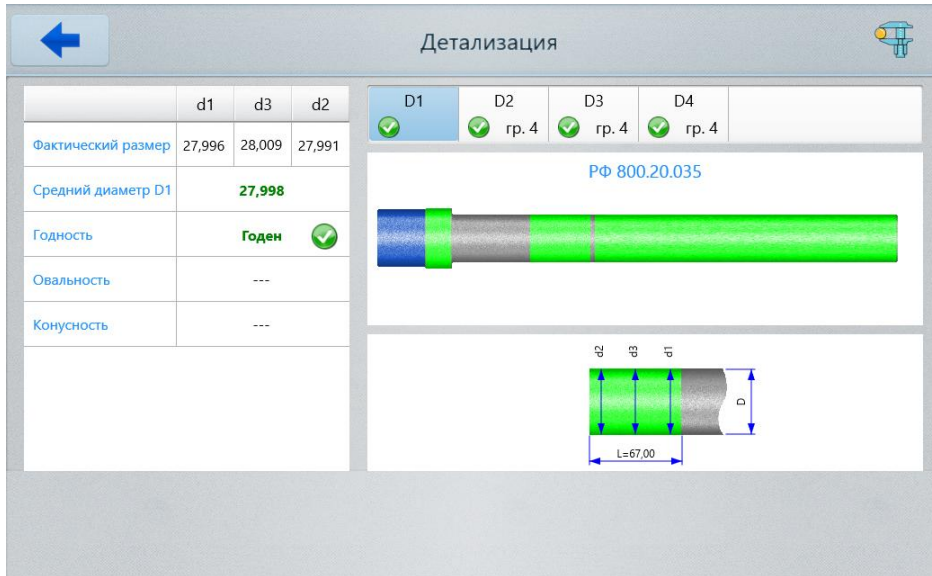 Детализация
d1 d3 d2
Фактический размер 27,996 28,009 27,991
Средний диаметр D1 27,998
Годность Годен
Овальность ---
Конусность ---
D1 D2 D3 D4
гр. 4 гр. 4 гр. 4
РФ 800.20.035
d2 d3 d1
D
L=67,00